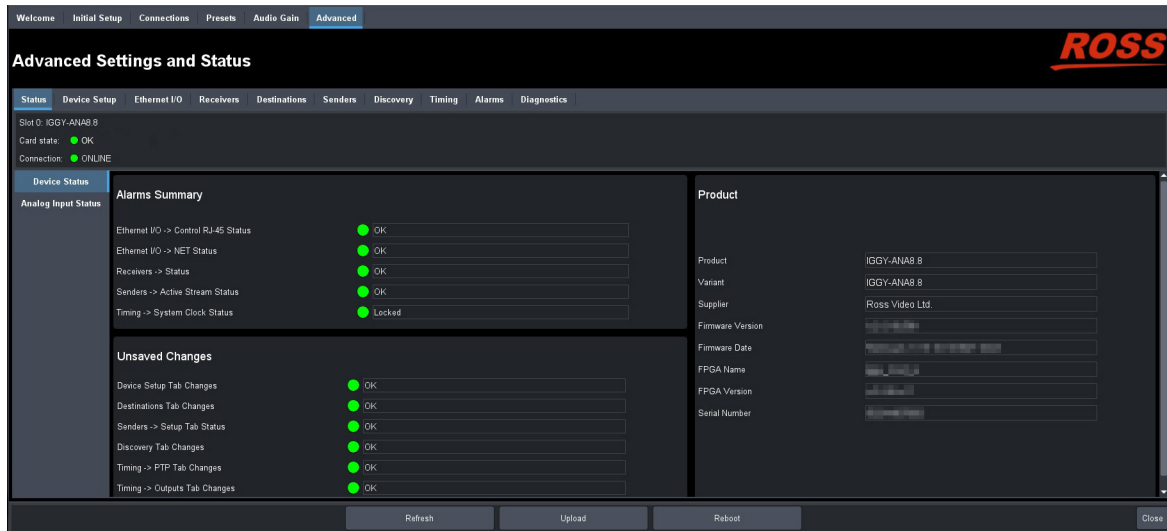 Welcome Initial Setup Connections Presets Audio Gain Advanced
Advanced Settings and Status
ROSS
Status Device Setup Ethernet I/O Receivers Destinations Senders Discovery Timing Alarms Diagnostics
Slot 0: IGGY-ANA8.8
Card state: OK
Connection: ONLINE
Device Status
Analog Input Status
Alarms Summary
Ethernet I/O -> Control RJ-45 Status OK
Ethernet I/O -> NET Status OK
Receivers -> Status OK
Senders -> Active Stream Status OK
Timing -> System Clock Status Locked
Unsaved Changes
Device Setup Tab Changes OK
Destinations Tab Changes OK
Senders -> Setup Tab Status OK
Discovery Tab Changes OK
Timing -> PTP Tab Changes OK
Timing -> Outputs Tab Changes OK
Product
Product IGGY-ANA8.8
Variant IGGY-ANA8.8
Supplier Ross Video Ltd.
Firmware Version
Firmware Date
FPGA Name
FPGA Version
Serial Number
Refresh Upload Reboot Close